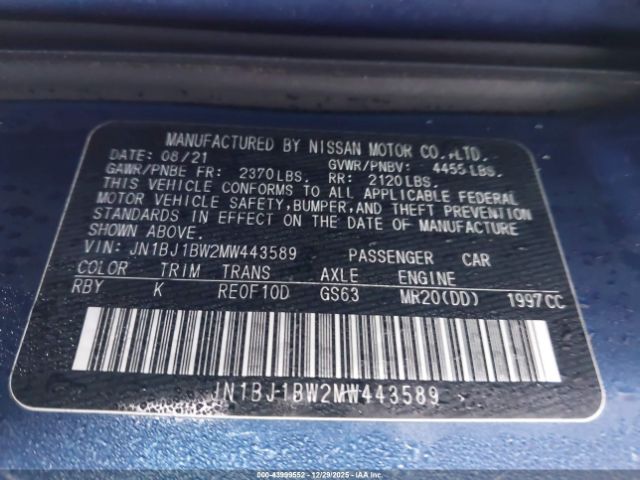 MANUFACTURED BY NISSAN MOTOR CO.,LTD.
DATE: 08/21 GVWR/PNBV: 4455 LBS.
GAWR/PNBE FR: 2370LBS. RR: 2120LBS.
THIS VEHICLE CONFORMS TO ALL APPLICABLE FEDERAL
MOTOR VEHICLE SAFETY, BUMPER, AND THEFT PREVENTION
STANDARDS IN EFFECT ON THE DATE OF MANUFACTURE
SHOWN ABOVE.
VIN: JN1BJ1BW2MW443589 PASSENGER CAR
COLOR TRIM TRANS AXLE ENGINE
RBY K RE0F10D GS63 MR20(DD) 1997CC
JN1BJ1BW2MW443589
000-43999552 - 12/29/2025 - IAA Inc.